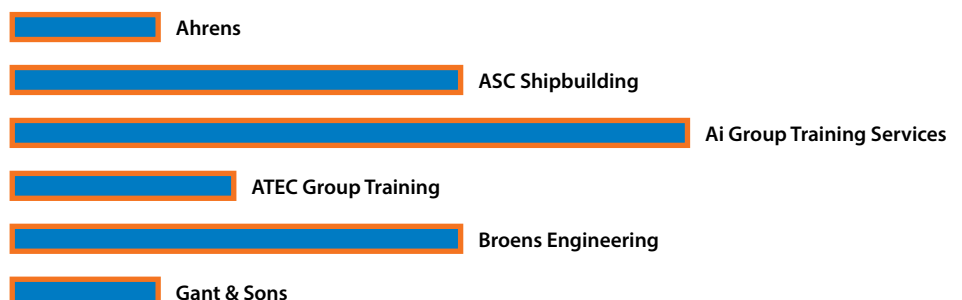 Ahrens
ASC Shipbuilding
Ai Group Training Services
ATEC Group Training
Broens Engineering
Gant & Sons